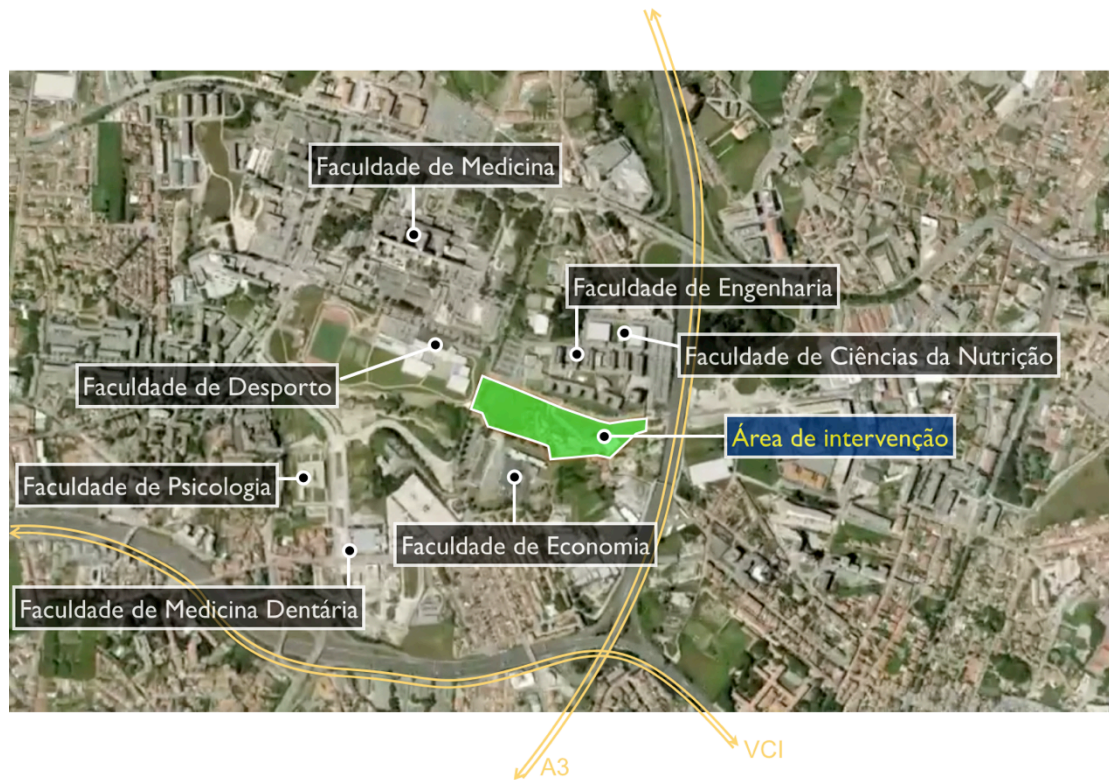 Faculdade de Medicina
Faculdade de Engenharia
Faculdade de Ciências da Nutrição
Faculdade de Desporto
Área de intervenção
Faculdade de Psicologia
Faculdade de Economia
Faculdade de Medicina Dentária
VCI
A3